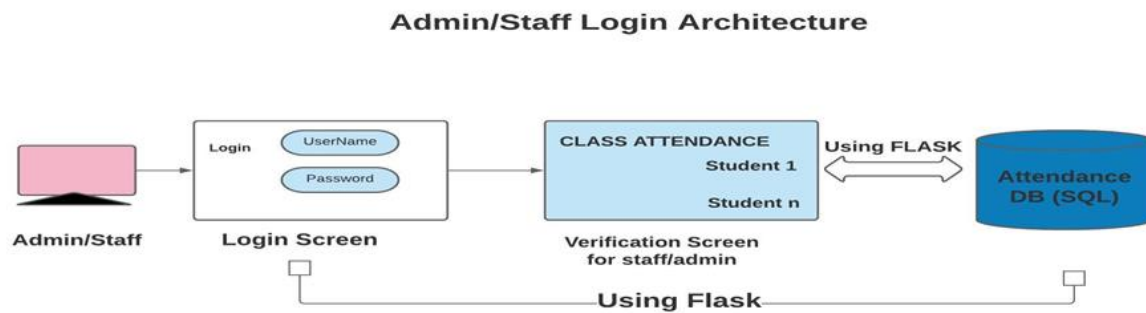 Admin/Staff Login Architecture
Login
UserName
Password
CLASS ATTENDANCE
Student 1
Student n
Using FLASK
Attendance
DB (SQL)
Admin/Staff
Login Screen
Verification Screen
for staff/admin
Using Flask